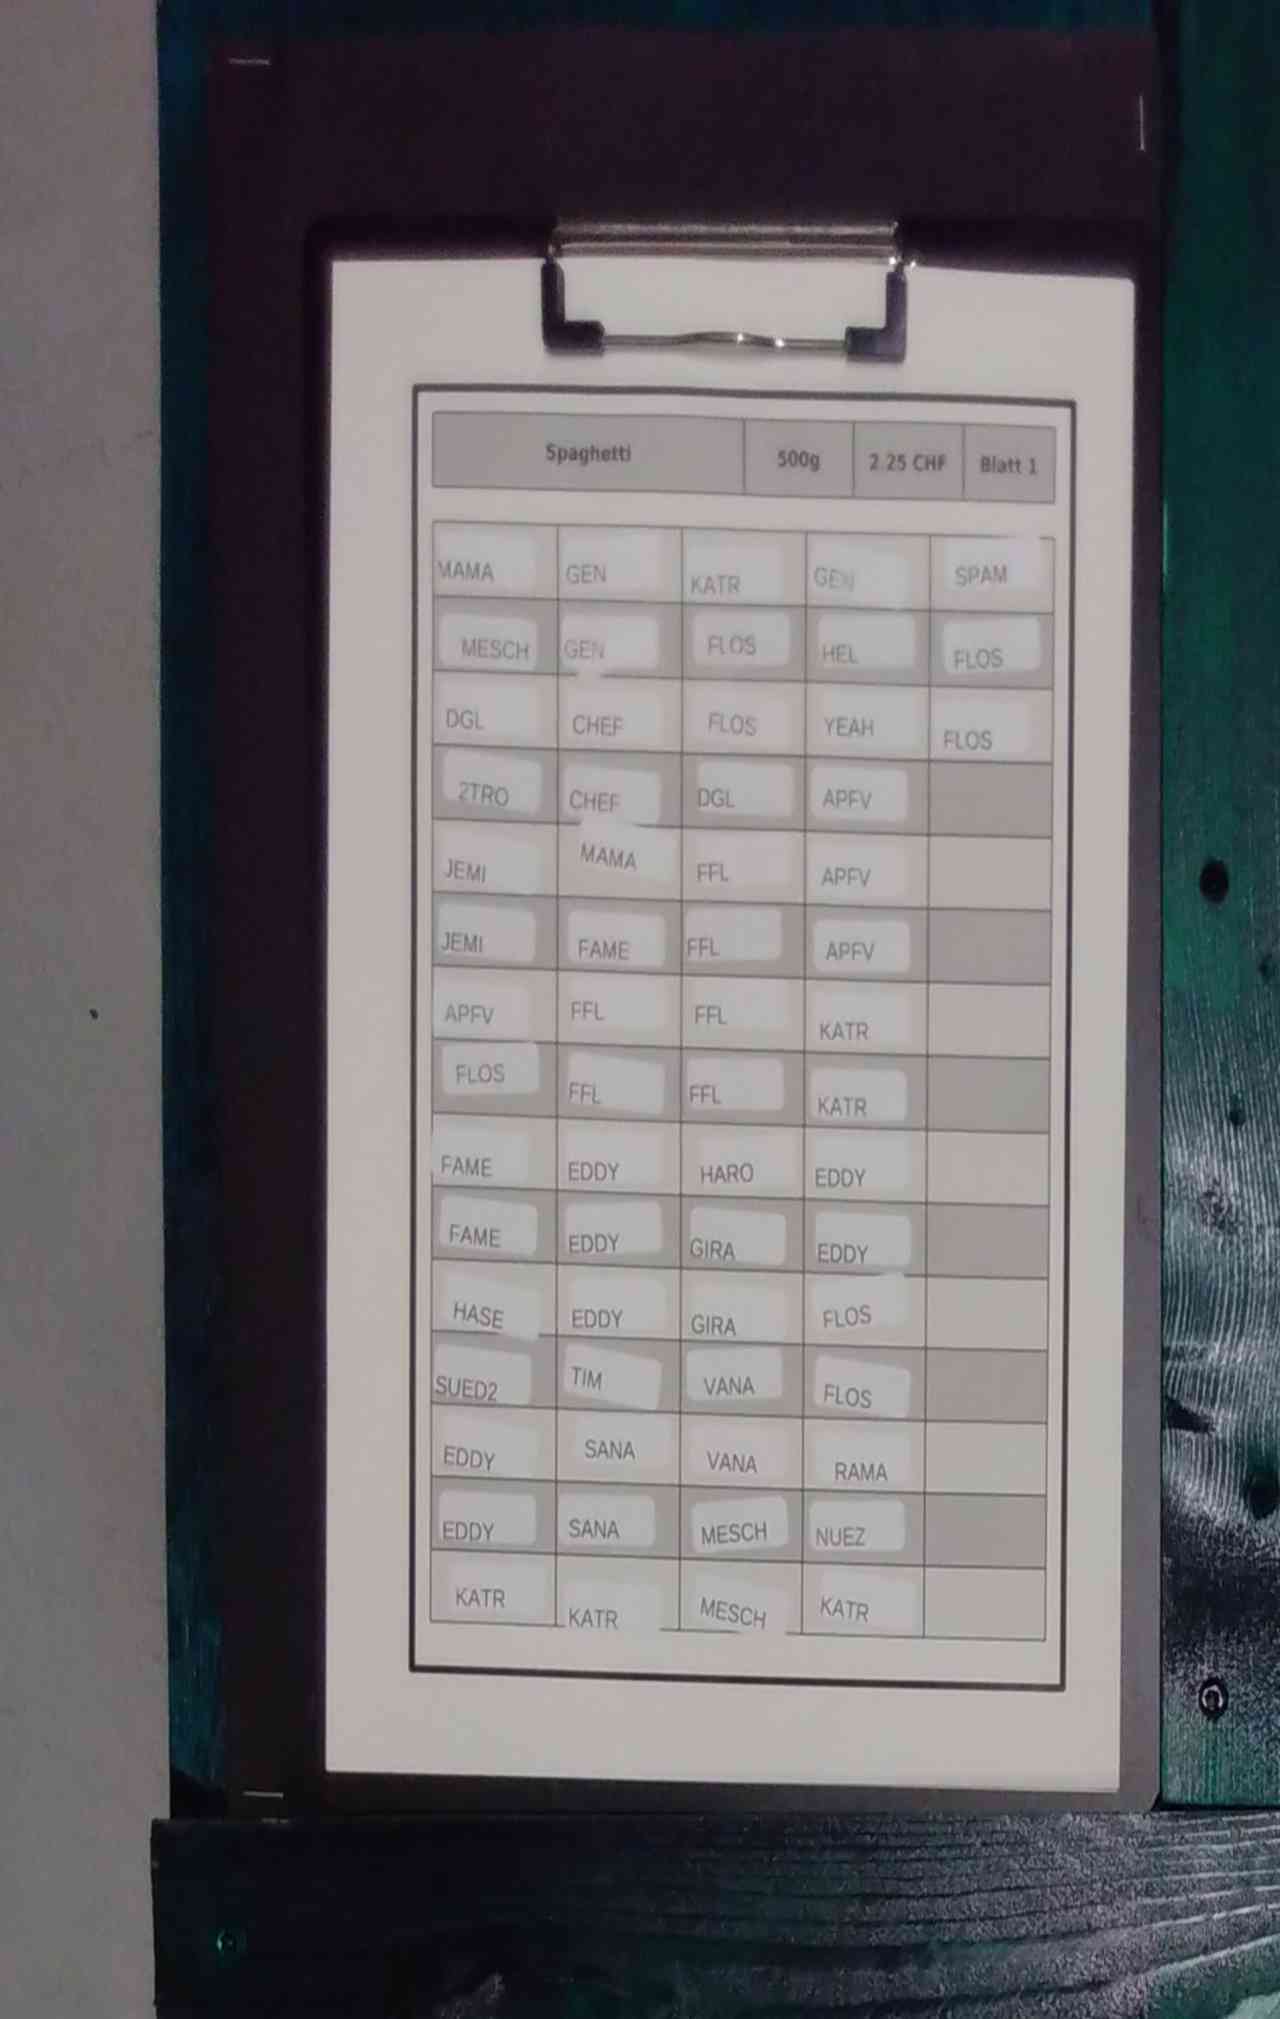 Spaghetti 500g 2.25 CHF Blatt 1
MAMA GEN KATR GEN SPAM
MESCH GEN FLOS HEL FLOS
DGL CHEF FLOS YEAH FLOS
2TRO CHEF DGL APFV
JEMI MAMA FFL APFV
JEMI FAME FFL APFV
APFV FFL FFL KATR
FLOS FFL FFL KATR
FAME EDDY HARO EDDY
FAME EDDY GIRA EDDY
HASE EDDY GIRA FLOS
SUED2 TIM VANA FLOS
EDDY SANA VANA RAMA
EDDY SANA MESCH NUEZ
KATR KATR MESCH KATR